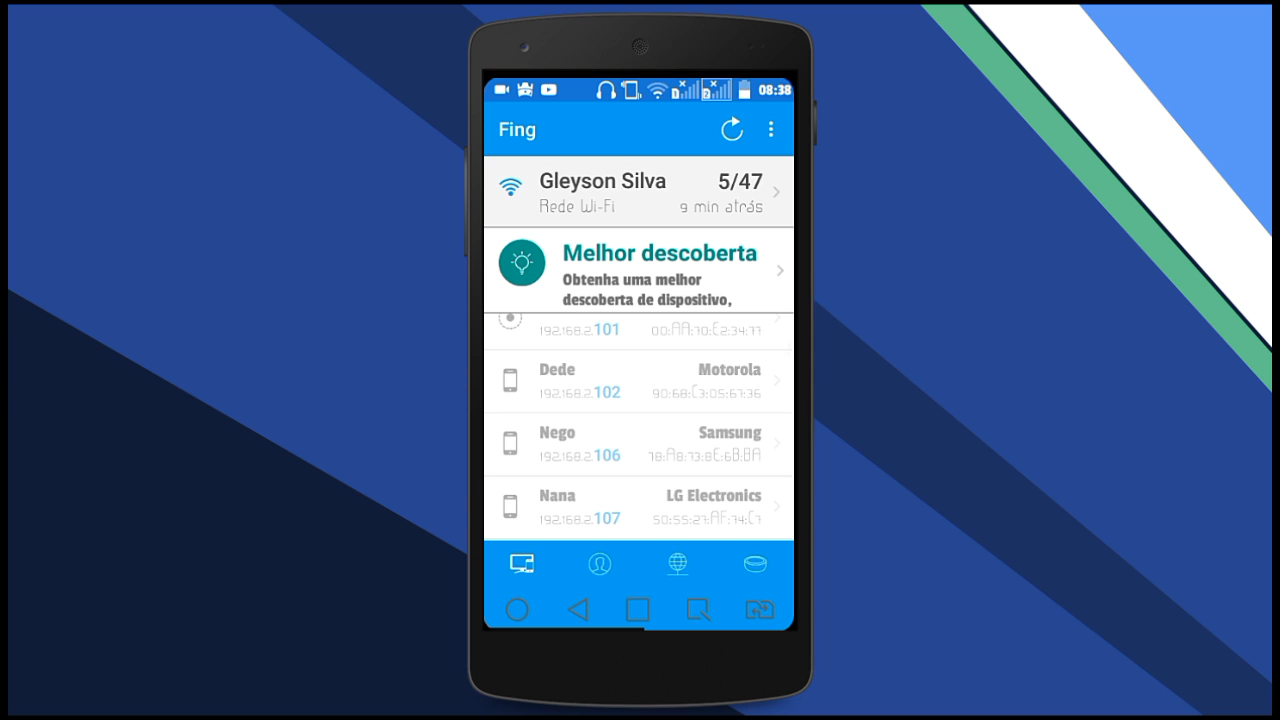 08:38
Fing
Gleyson Silva 5/47
Rede Wi-Fi 9 min atrás
Melhor descoberta
Obtenha uma melhor
descoberta de dispositivo,
192.168.2.101 00:AA:70:E2:34:77
Dede Motorola
192.168.2.102 90:68:C3:05:67:36
Nego Samsung
192.168.2.106 78:A8:73:8E:6B:BA
Nana LG Electronics
192.168.2.107 50:55:27:AF:74:C7